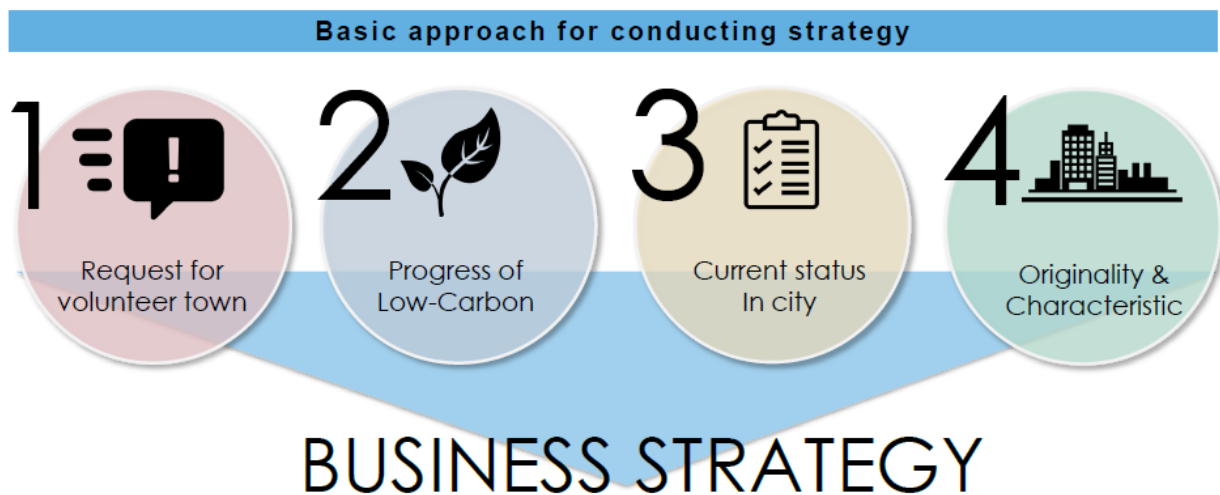 Basic approach for conducting strategy
1
Request for
volunteer town
2
Progress of
Low-Carbon
3
Current status
In city
4
Originality &
Characteristic
BUSINESS STRATEGY